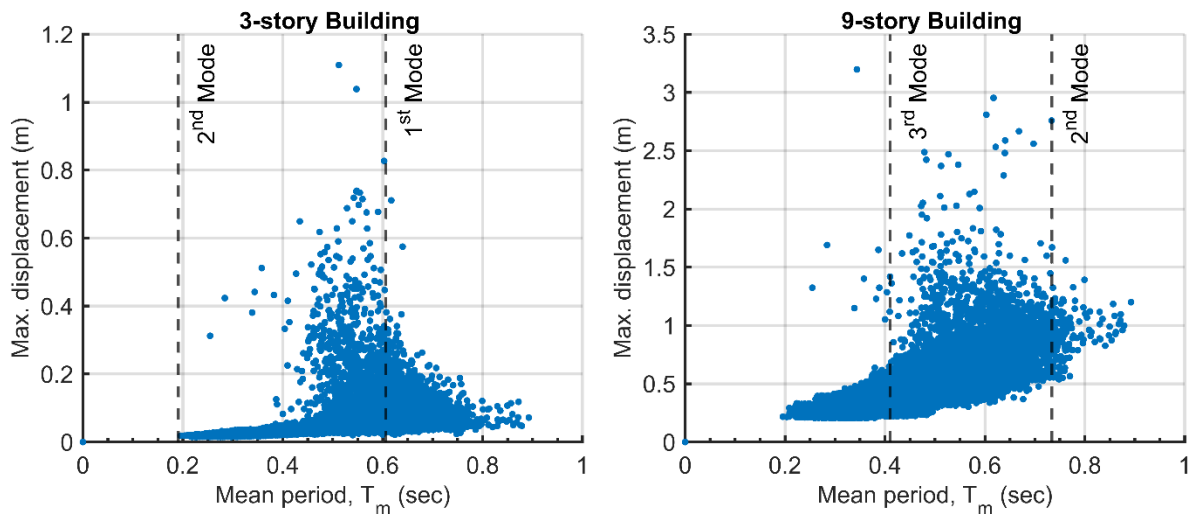 3-story Building
1.2
1
0.8
0.6
0.4
0.2
0
Max. displacement (m)
2nd Mode
1st Mode
0
0.2
0.4
0.6
0.8
1
Mean period, Tm (sec)
9-story Building
3.5
3
2.5
2
1.5
1
0.5
0
Max. displacement (m)
3rd Mode
2nd Mode
0
0.2
0.4
0.6
0.8
1
Mean period, Tm (sec)